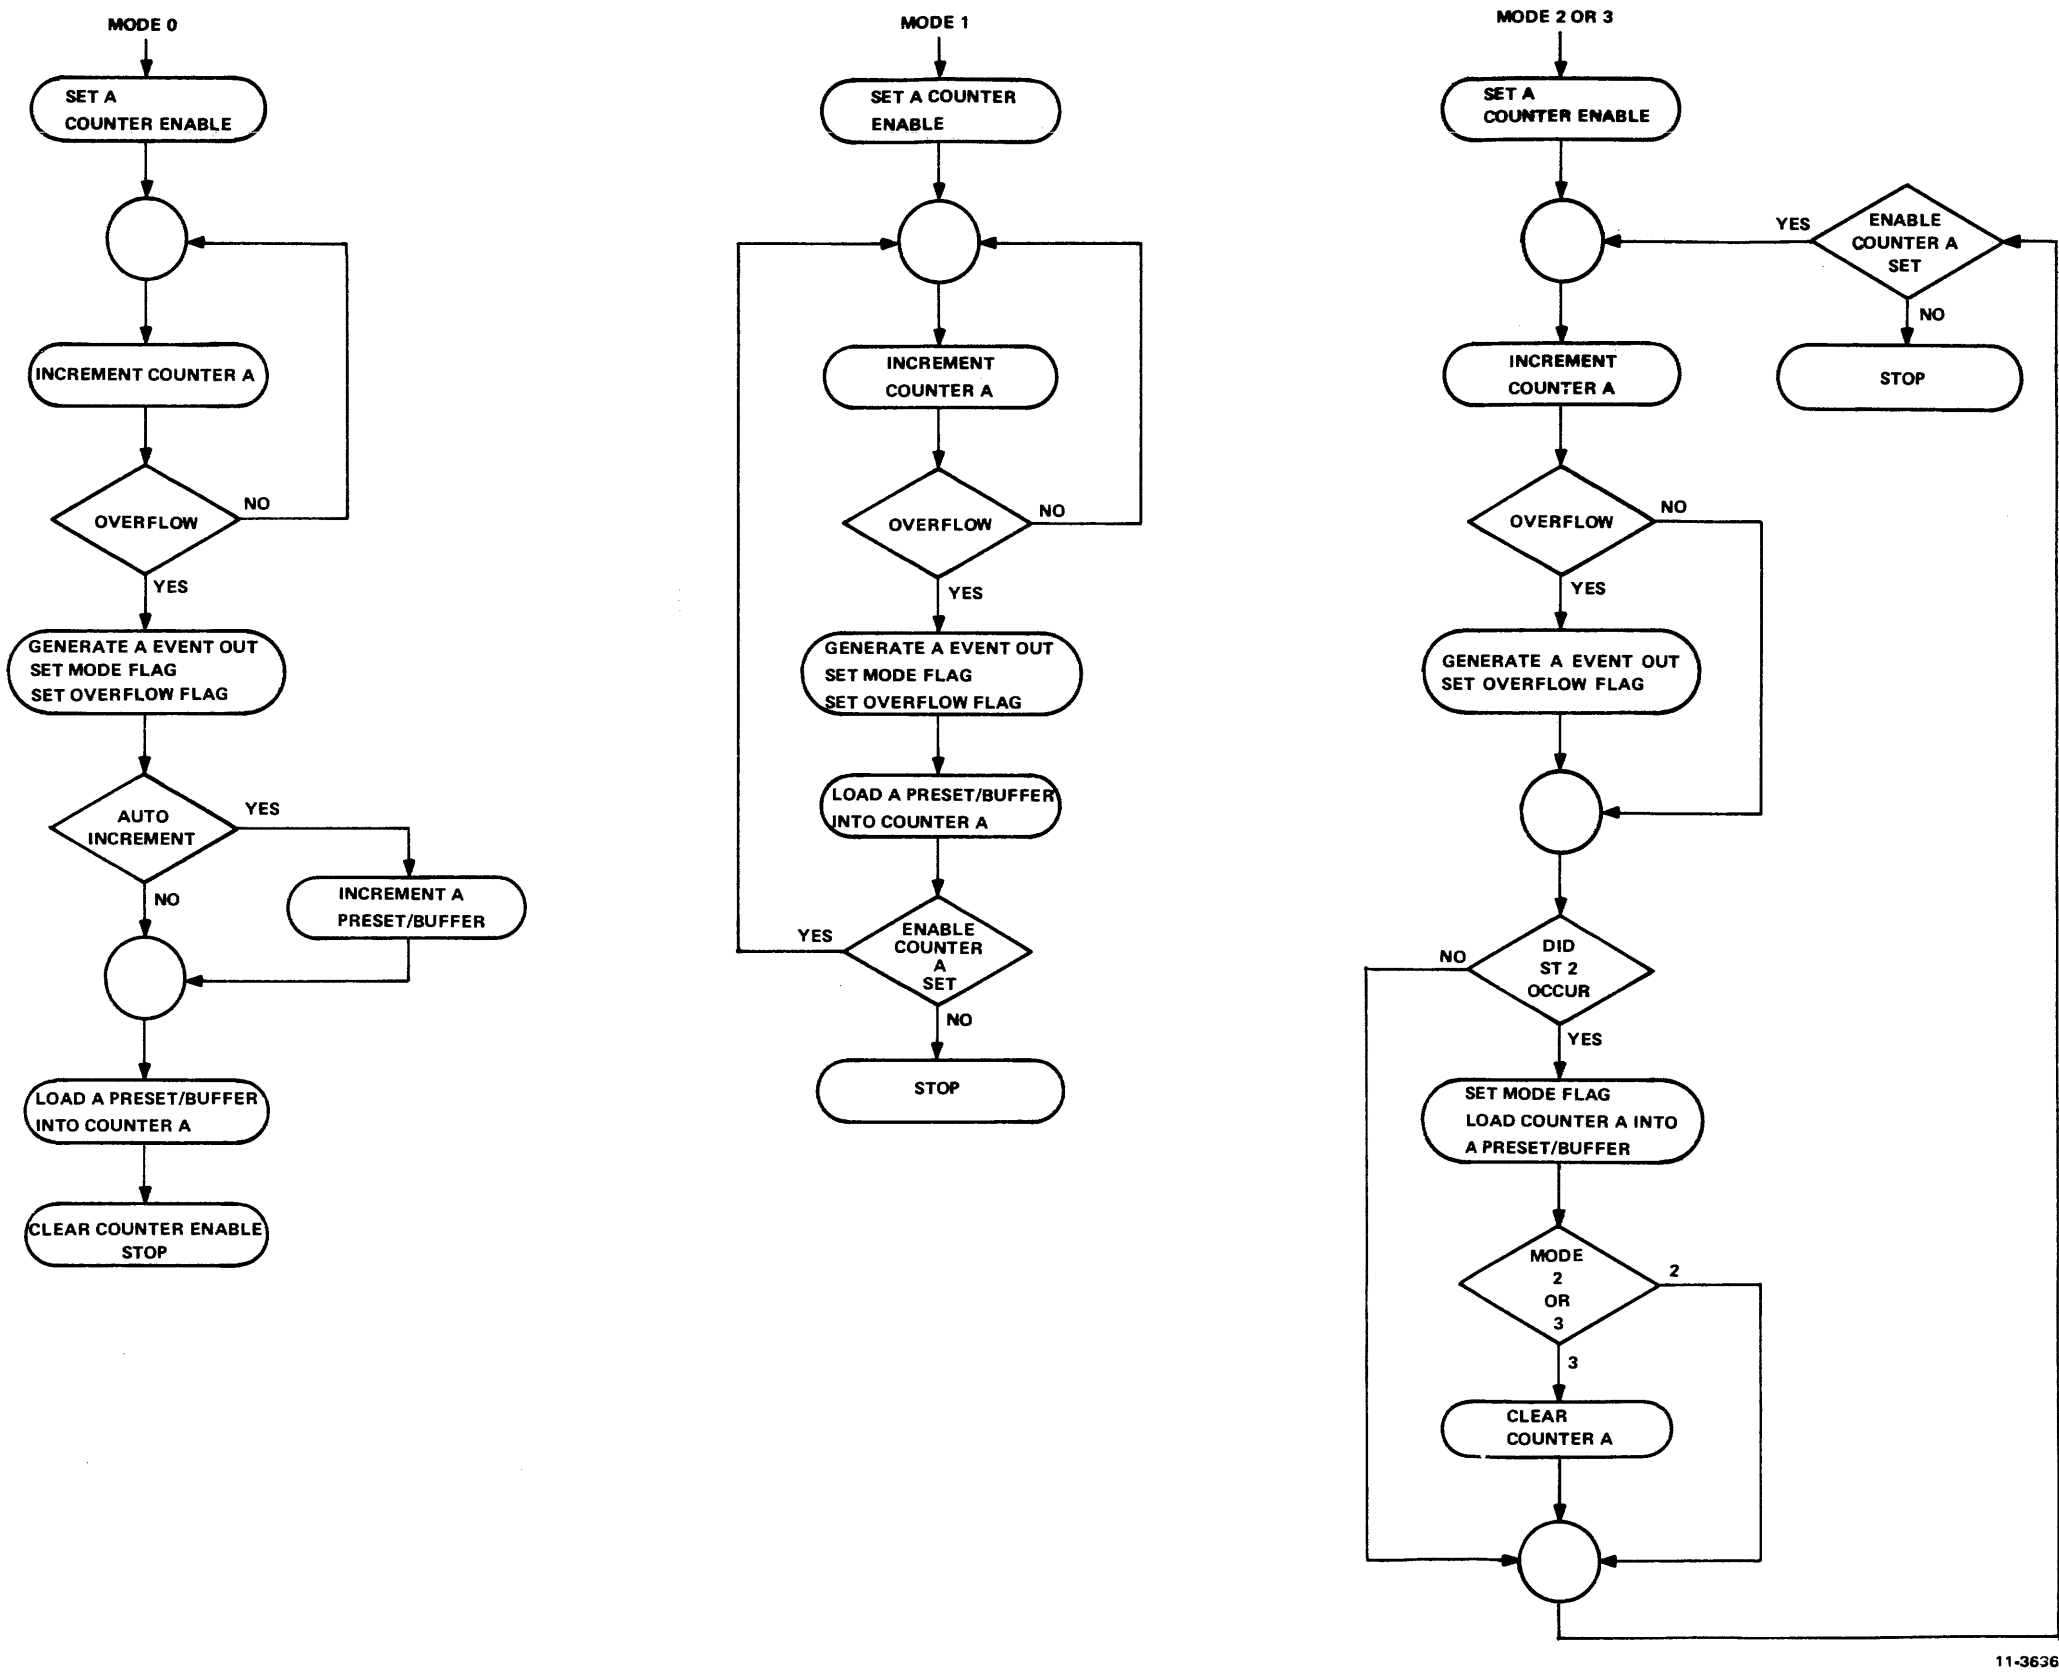 MODE 0
SET A
COUNTER ENABLE
INCREMENT COUNTER A
OVERFLOW
NO
YES
GENERATE A EVENT OUT
SET MODE FLAG
SET OVERFLOW FLAG
AUTO
INCREMENT
YES
NO
INCREMENT A
PRESET/BUFFER
LOAD A PRESET/BUFFER
INTO COUNTER A
CLEAR COUNTER ENABLE
STOP
MODE 1
SET A COUNTER
ENABLE
INCREMENT
COUNTER A
OVERFLOW
NO
YES
GENERATE A EVENT OUT
SET MODE FLAG
SET OVERFLOW FLAG
LOAD A PRESET/BUFFER
INTO COUNTER A
ENABLE
COUNTER
A
SET
YES
NO
STOP
MODE 2 OR 3
SET A
COUNTER ENABLE
YES
ENABLE
COUNTER A
SET
NO
STOP
INCREMENT
COUNTER A
OVERFLOW
NO
YES
GENERATE A EVENT OUT
SET OVERFLOW FLAG
DID
ST 2
OCCUR
NO
YES
SET MODE FLAG
LOAD COUNTER A INTO
A PRESET/BUFFER
MODE
2
OR
3
2
3
CLEAR
COUNTER A
11-3636